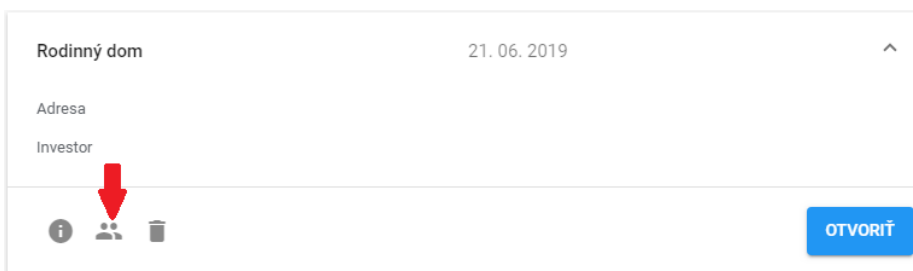 Rodinný dom 21. 06. 2019
Adresa
Investor
OTVORIŤ